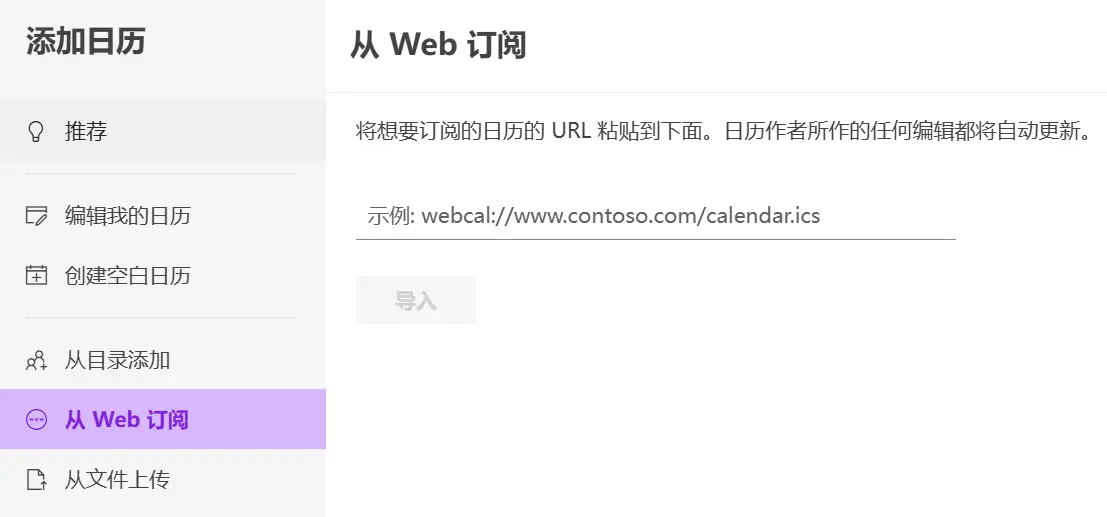 添加日历
推荐
编辑我的日历
创建空白日历
从目录添加
从 Web 订阅
从文件上传
从 Web 订阅
将想要订阅的日历的 URL 粘贴到下面。日历作者所作的任何编辑都将自动更新。
示例: webcal://www.contoso.com/calendar.ics
导入